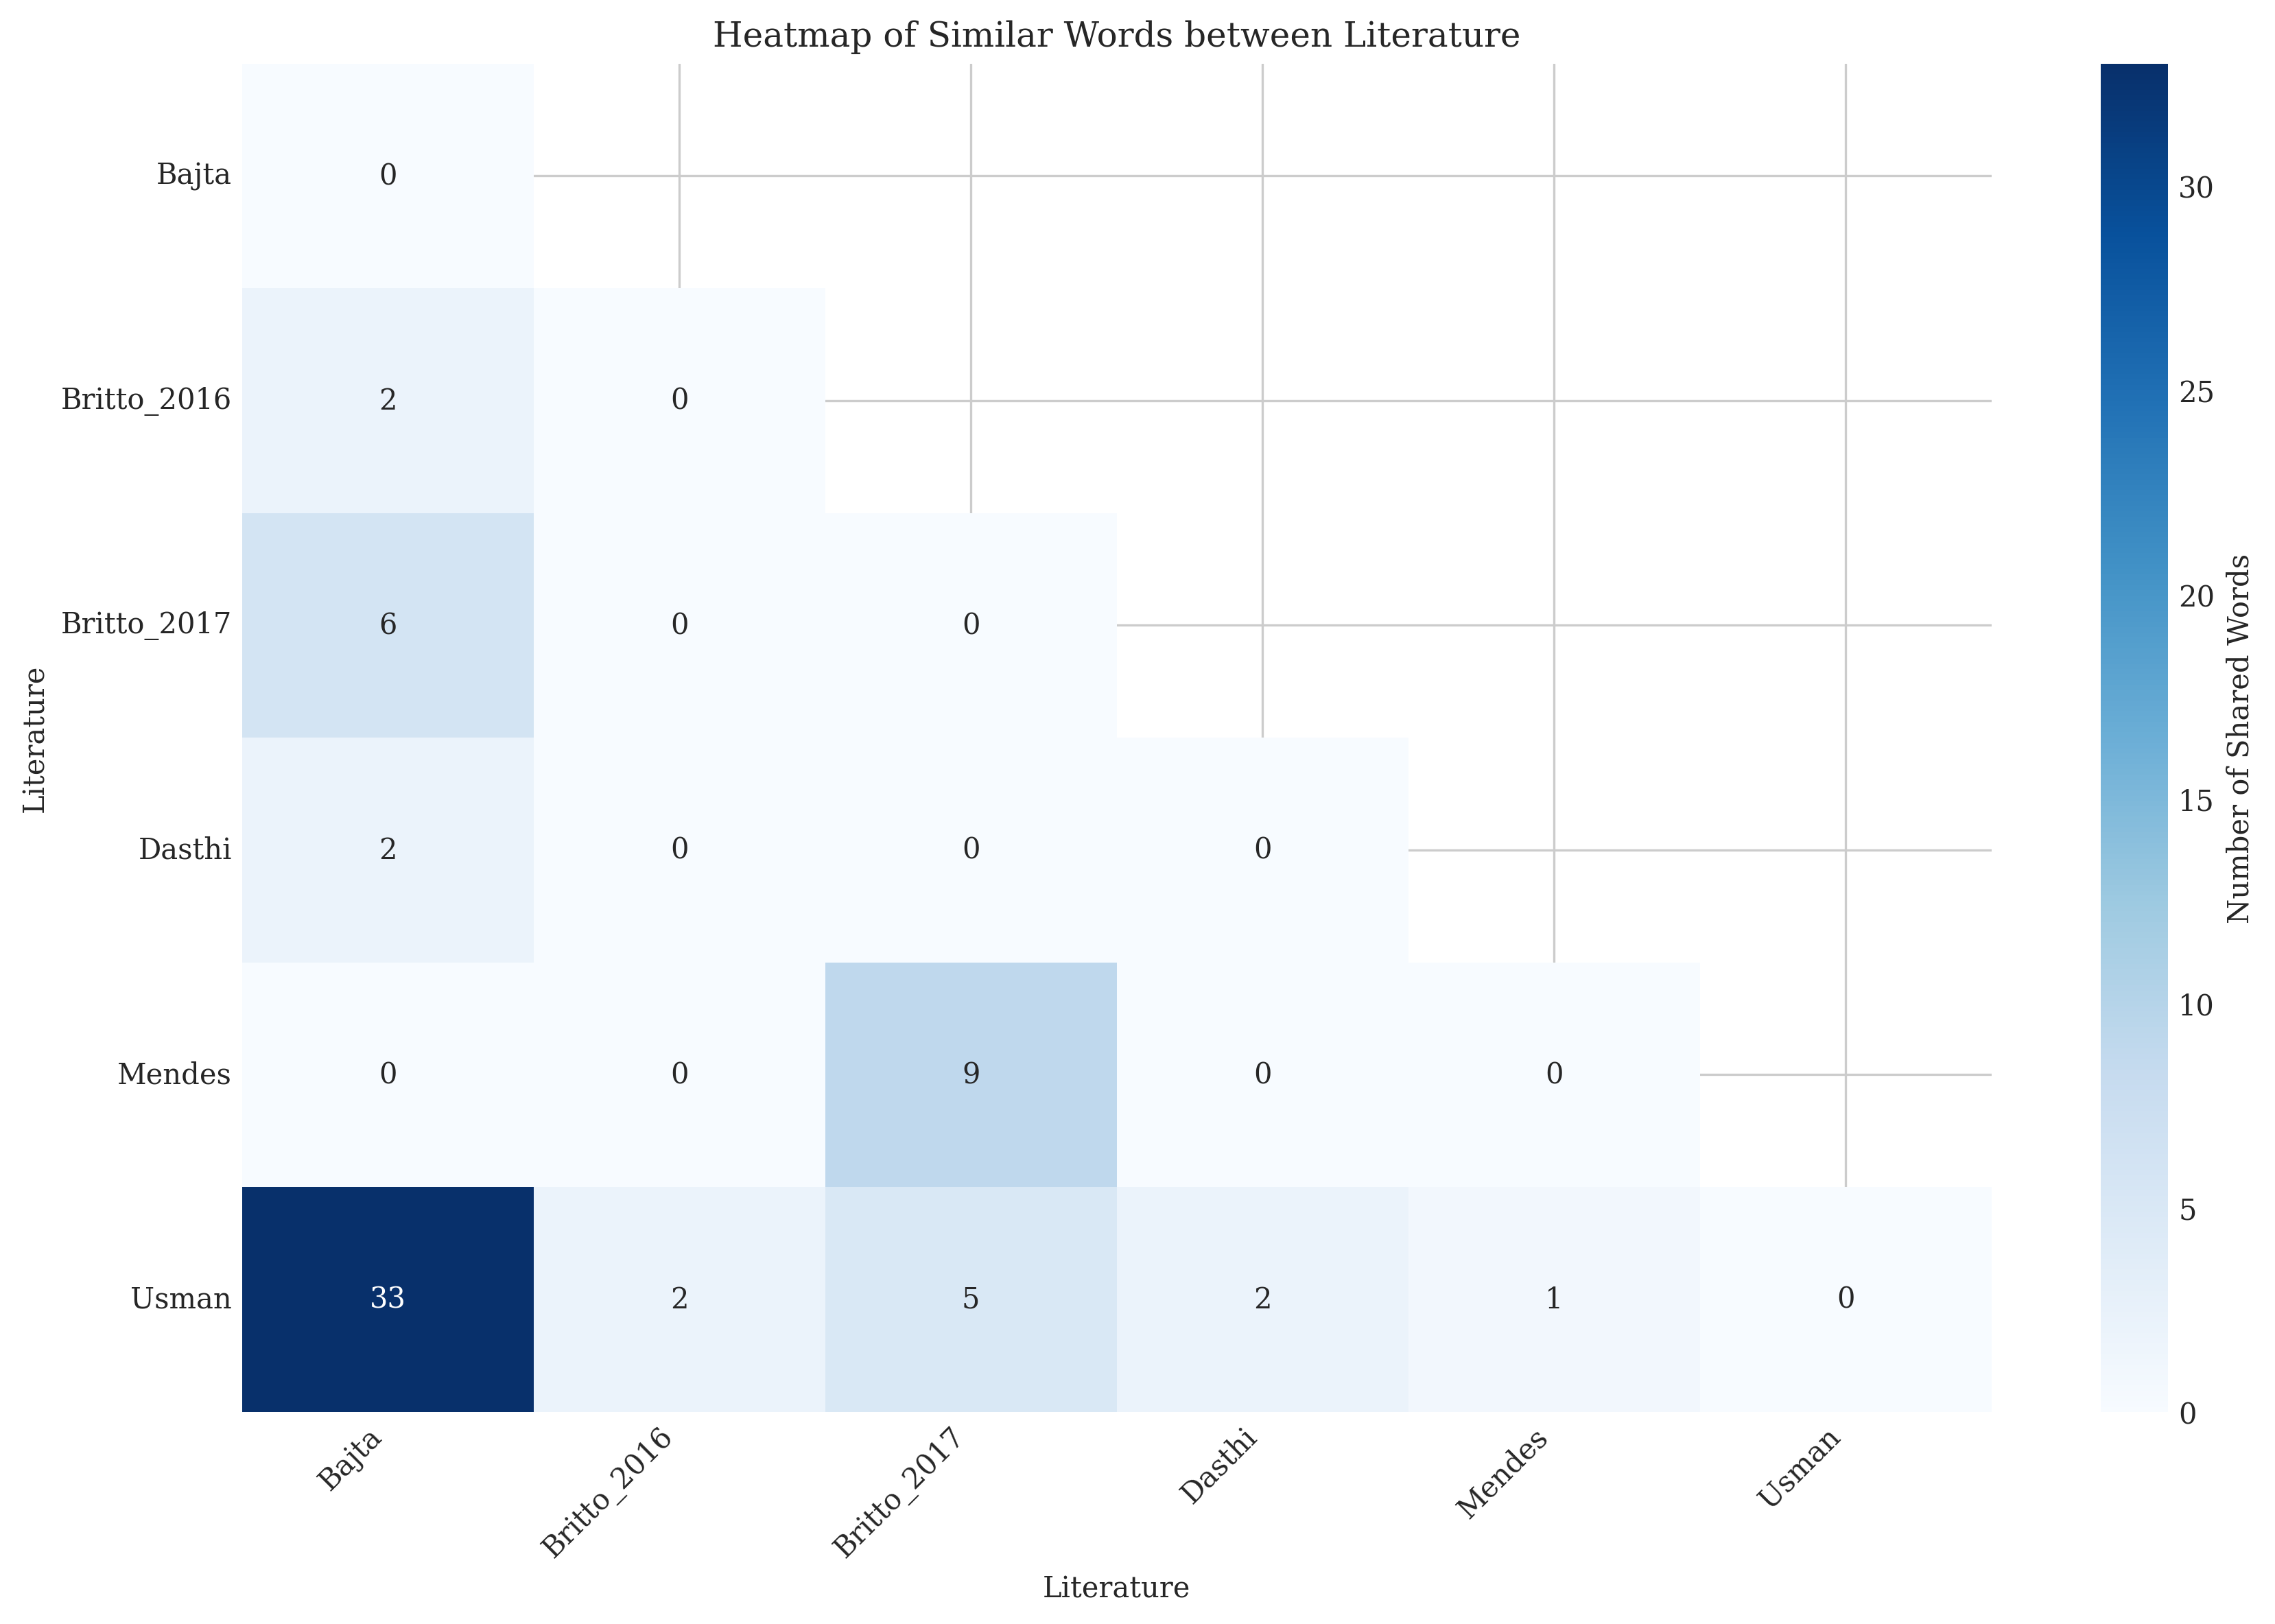 Heatmap of Similar Words between Literature
Bajta 0
Britto_2016 2 0
Britto_2017 6 0 0
Dasthi 2 0 0 0
Mendes 0 0 9 0 0
Usman 33 2 5 2 1 0
Literature
Bajta Britto_2016 Britto_2017 Dasthi Mendes Usman
Literature
30
25
20
15
10
5
0
Number of Shared Words